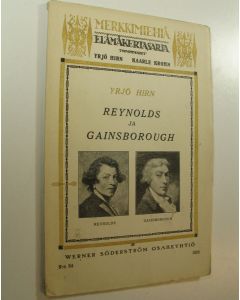 MERKKIMIEHIÄ
ELÄMÄKERTASARJA
TOIMITTANEET
YRJÖ HIRN KAARLE KROHN
YRJÖ HIRN
REYNOLDS
JA
GAINSBOROUGH
REYNOLDS GAINSBOROUGH
WERNER SÖDERSTRÖM OSAKEYHTIÖ